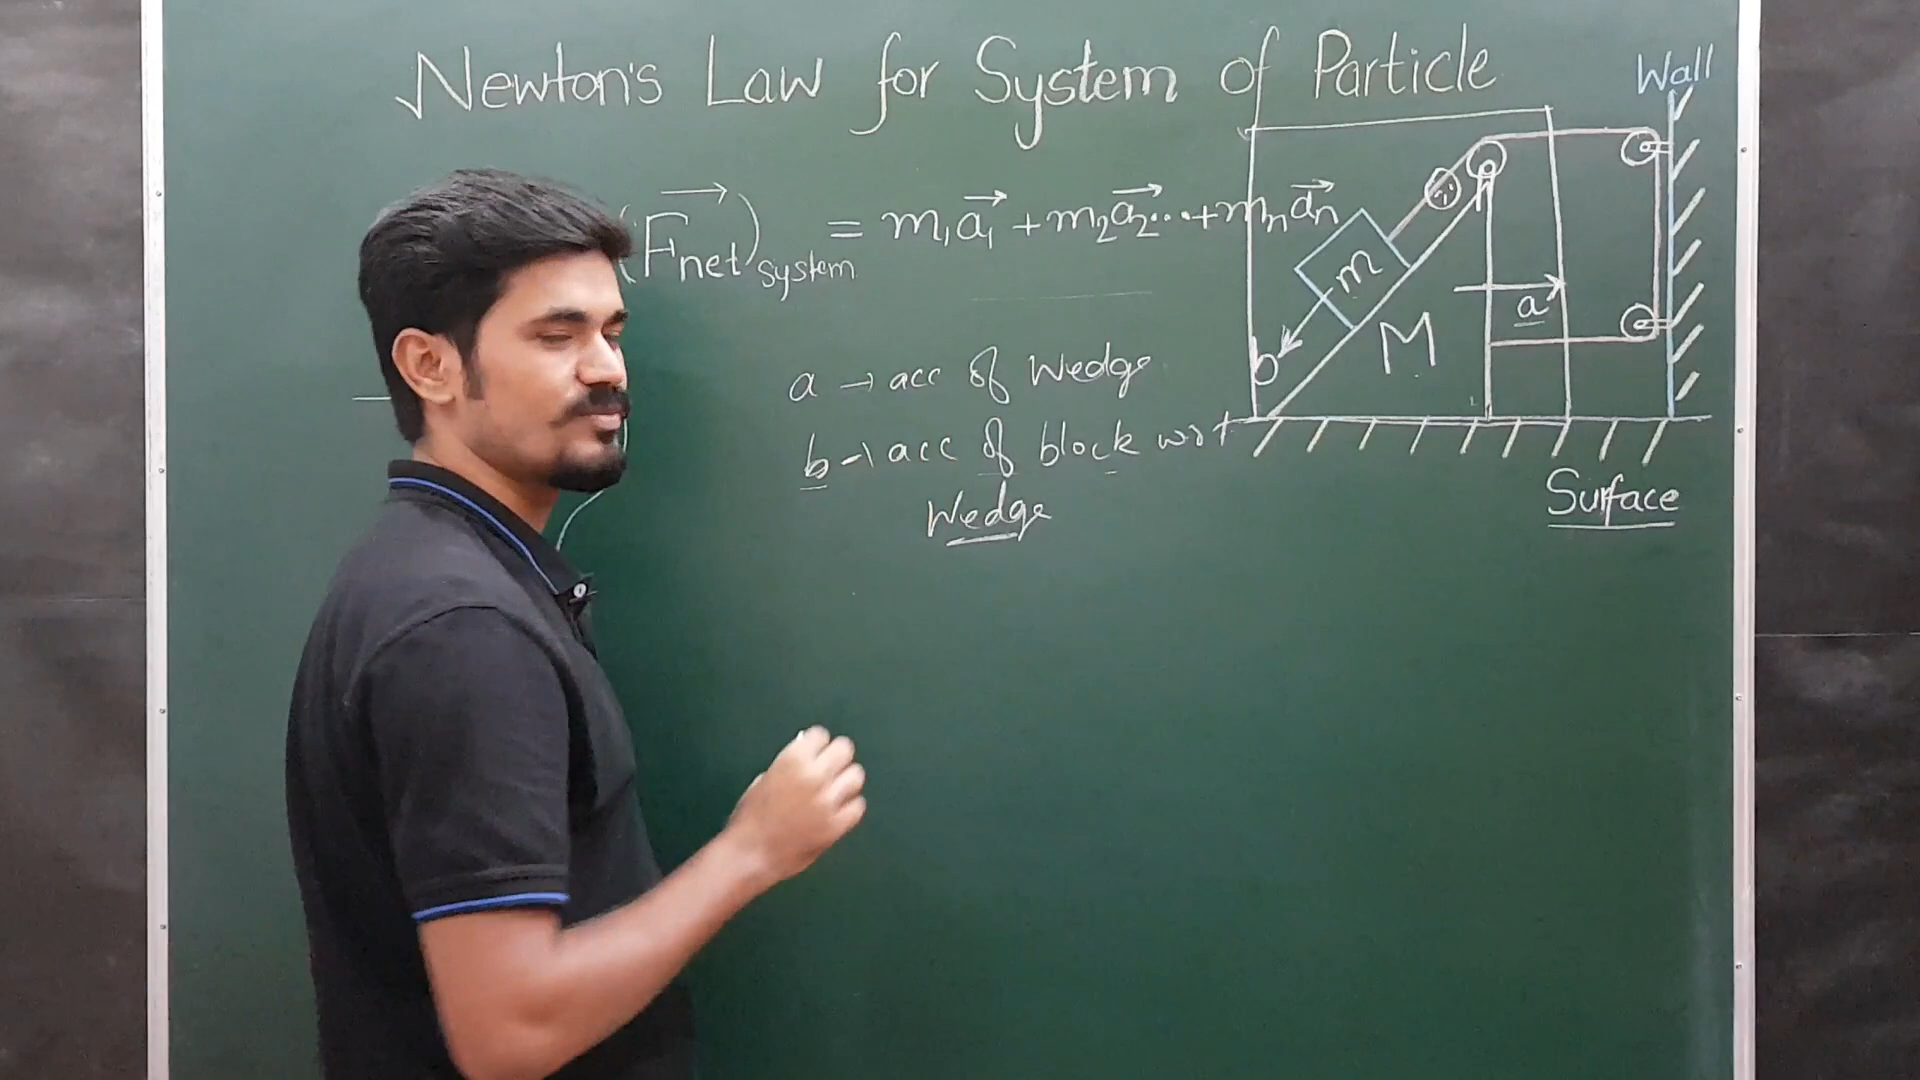 Newton's Law for System of Particle
Wall
(Fnet)system = m₁a₁ + m₂a₂...+mₙaₙ
m
a
M
b
a → acc of Wedge
b → acc of block wrt
Wedge
Surface